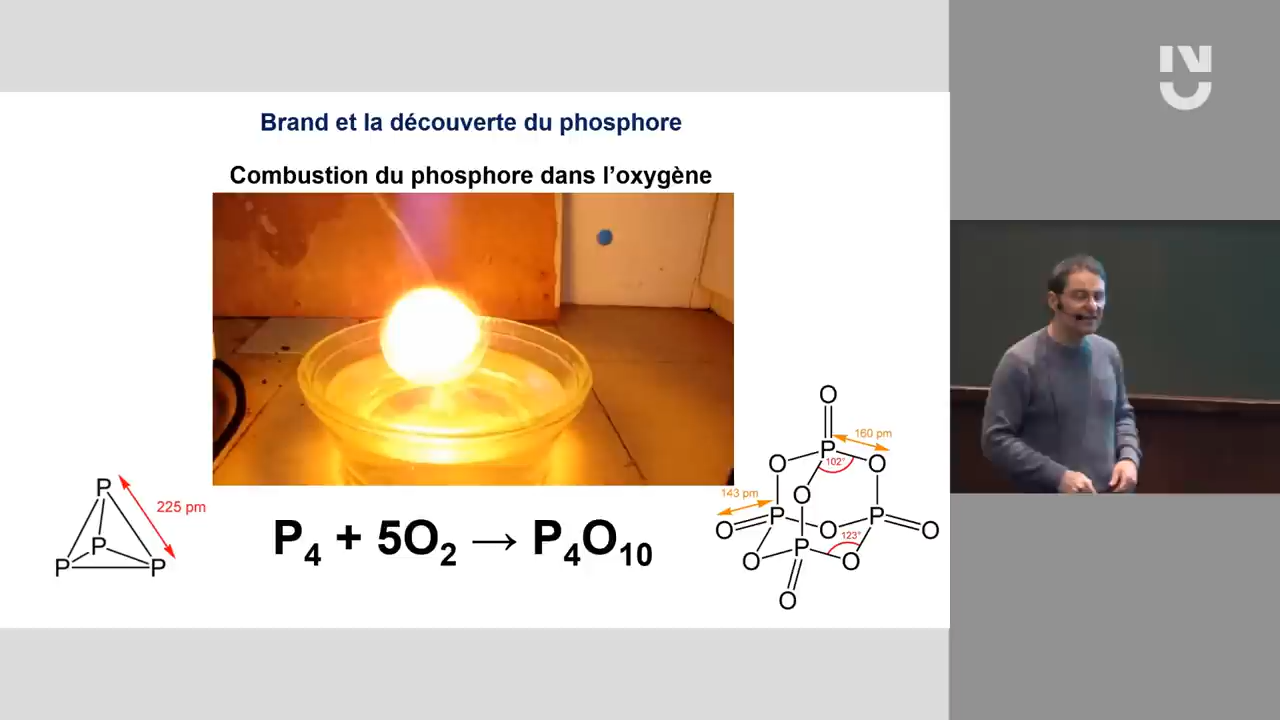 Brand et la découverte du phosphore
Combustion du phosphore dans l’oxygène
P
P
P
P
225 pm
P₄ + 5O₂ → P₄O₁₀
O
160 pm
P
102°
O
O
143 pm
O
O
P
O
P
O
123°
P
O
O
O